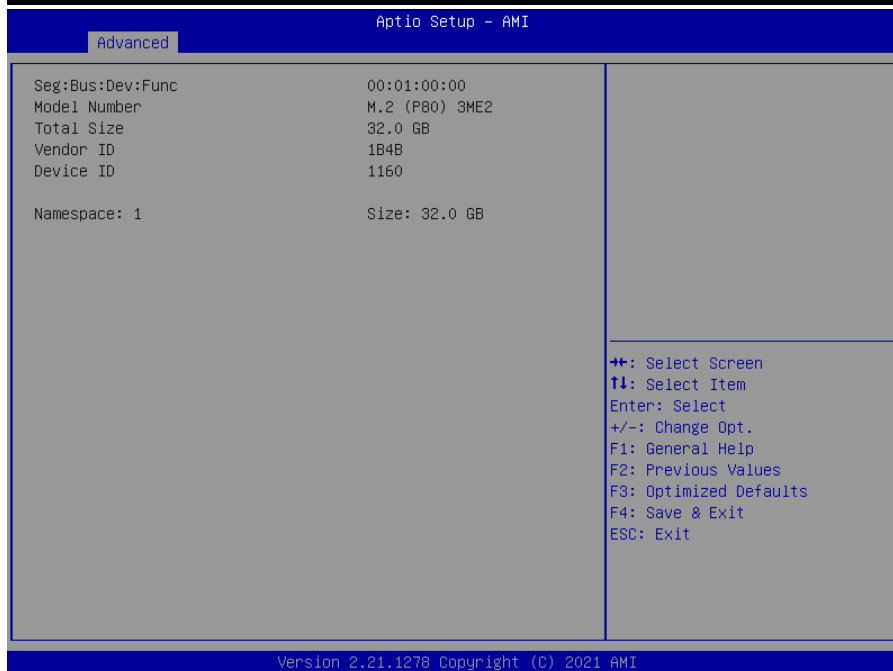 Aptio Setup – AMI
Advanced
Seg:Bus:Dev:Func 00:01:00:00
Model Number M.2 (P80) 3ME2
Total Size 32.0 GB
Vendor ID 1B4B
Device ID 1160
Namespace: 1 Size: 32.0 GB
→←: Select Screen
↑↓: Select Item
Enter: Select
+/-: Change Opt.
F1: General Help
F2: Previous Values
F3: Optimized Defaults
F4: Save & Exit
ESC: Exit
Version 2.21.1278 Copyright (C) 2021 AMI